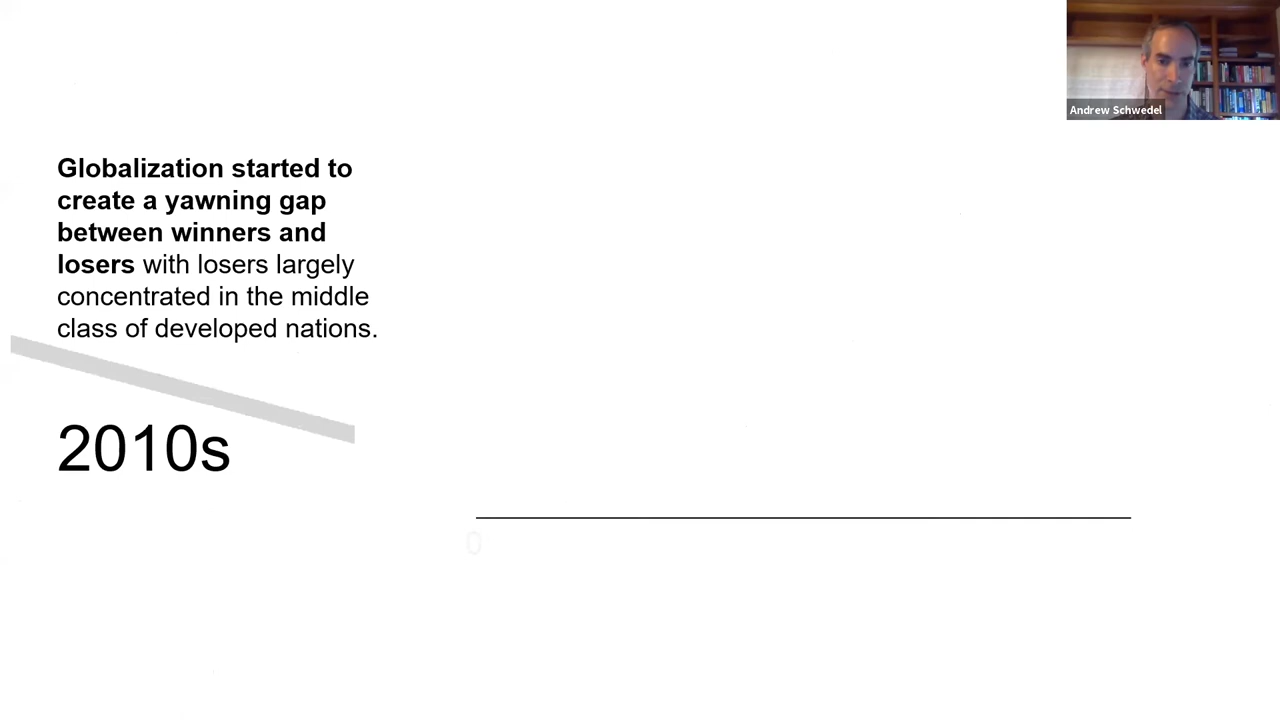 Andrew Schwedel
Globalization started to
create a yawning gap
between winners and
losers with losers largely
concentrated in the middle
class of developed nations.
2010s
0